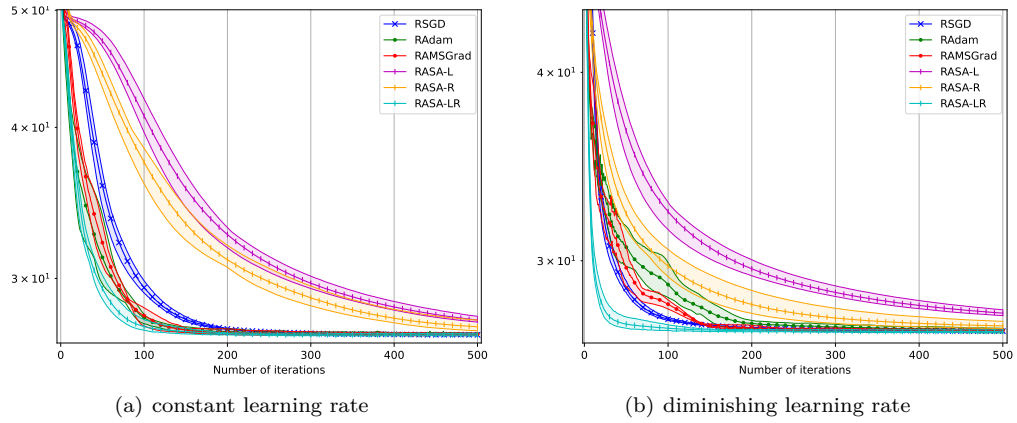 5 × 10¹
4 × 10¹
3 × 10¹
0
100
200
300
400
500
Number of iterations
RSGD
RAdam
RAMSGrad
RASA-L
RASA-R
RASA-LR
(a) constant learning rate
4 × 10¹
3 × 10¹
0
100
200
300
400
500
Number of iterations
RSGD
RAdam
RAMSGrad
RASA-L
RASA-R
RASA-LR
(b) diminishing learning rate